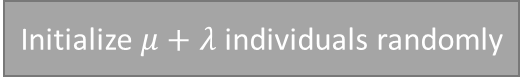 Initialize 𝜇 + 𝜆 individuals randomly